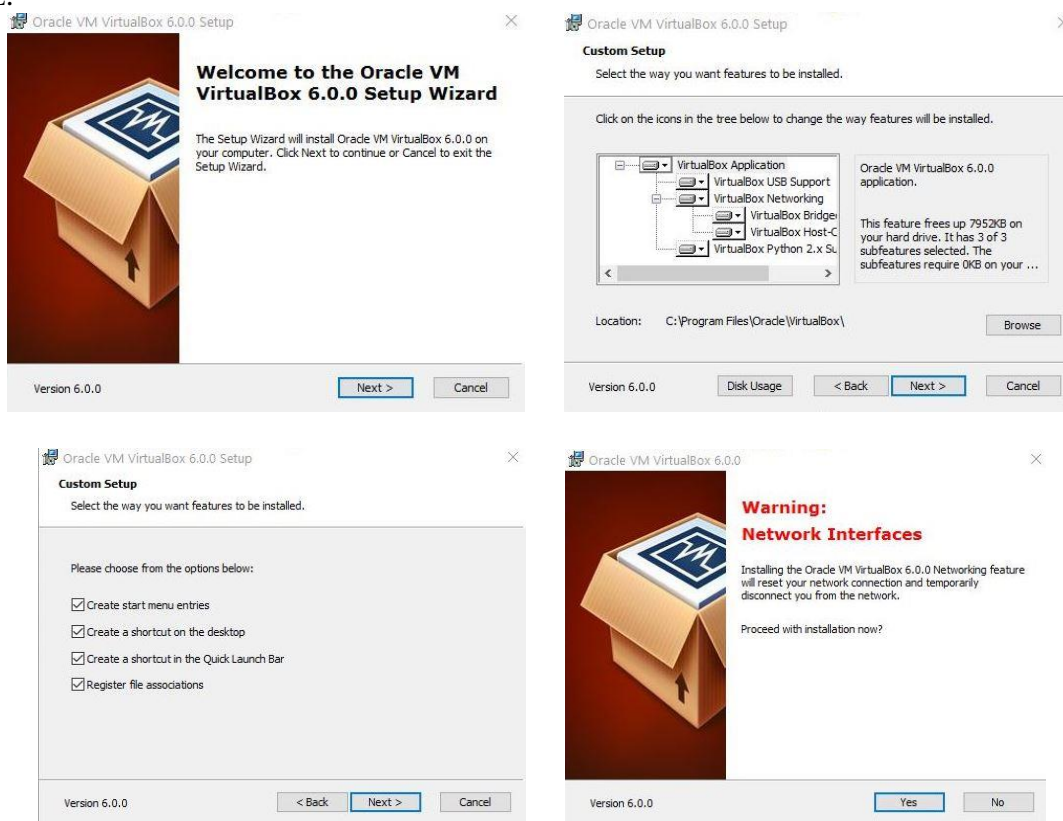 Oracle VM VirtualBox 6.0.0 Setup
Welcome to the Oracle VM
VirtualBox 6.0.0 Setup Wizard
The Setup Wizard will install Oracle VM VirtualBox 6.0.0 on
your computer. Click Next to continue or Cancel to exit the
Setup Wizard.
Version 6.0.0
Next >
Cancel
Oracle VM VirtualBox 6.0.0 Setup
Custom Setup
Select the way you want features to be installed.
Click on the icons in the tree below to change the way features will be installed.
VirtualBox Application
VirtualBox USB Support
VirtualBox Networking
VirtualBox Bridge
VirtualBox Host-C
VirtualBox Python 2.x Su
Oracle VM VirtualBox 6.0.0
application.
This feature frees up 7952KB on
your hard drive. It has 3 of 3
subfeatures selected. The
subfeatures require 0KB on your ...
Location: C:\Program Files\Oracle\VirtualBox\
Browse
Version 6.0.0
Disk Usage
< Back
Next >
Cancel
Oracle VM VirtualBox 6.0.0 Setup
Custom Setup
Select the way you want features to be installed.
Please choose from the options below:
Create start menu entries
Create a shortcut on the desktop
Create a shortcut in the Quick Launch Bar
Register file associations
Version 6.0.0
< Back
Next >
Cancel
Oracle VM VirtualBox 6.0.0
Warning:
Network Interfaces
Installing the Oracle VM VirtualBox 6.0.0 Networking feature
will reset your network connection and temporarily
disconnect you from the network.
Proceed with installation now?
Version 6.0.0
Yes
No